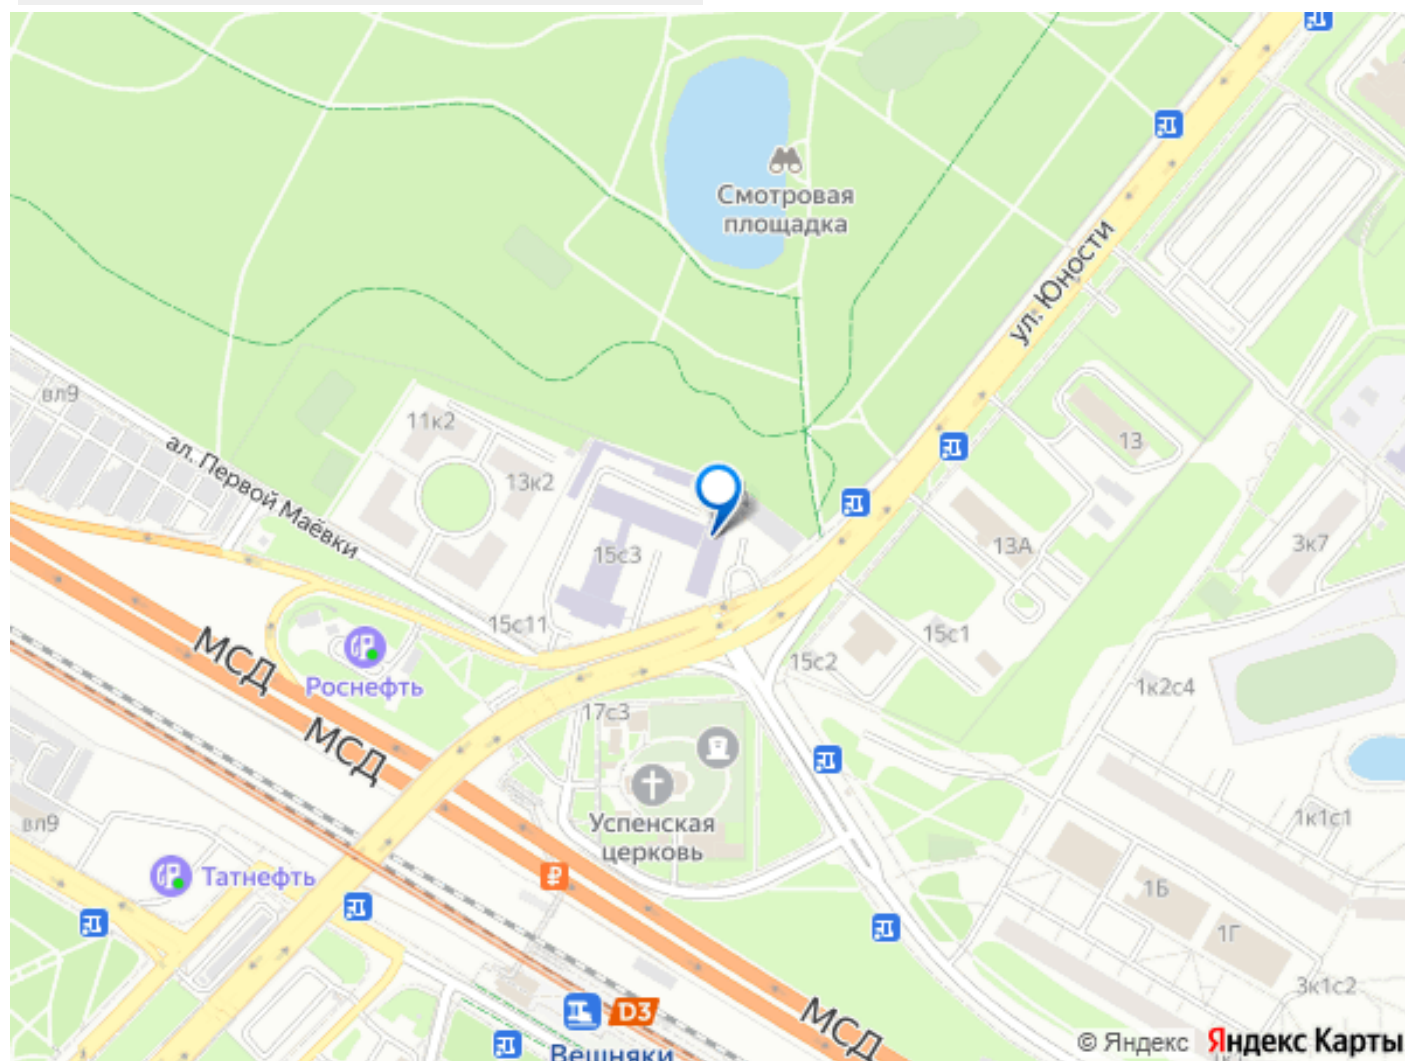 Смотровая
площадка
ул. Юности
вл9
ал. Первой Маёвки
11к2
13к2
13
15с3
13А
3к7
15с11
15с1
15с2
МСД
Роснефть
1к2с4
МСД
17с3
Успенская
церковь
вл9
Татнефть
₽
1к1с1
1Б
1Г
3к1с2
D3
МСД
Вешняки
© Яндекс Яндекс Карты